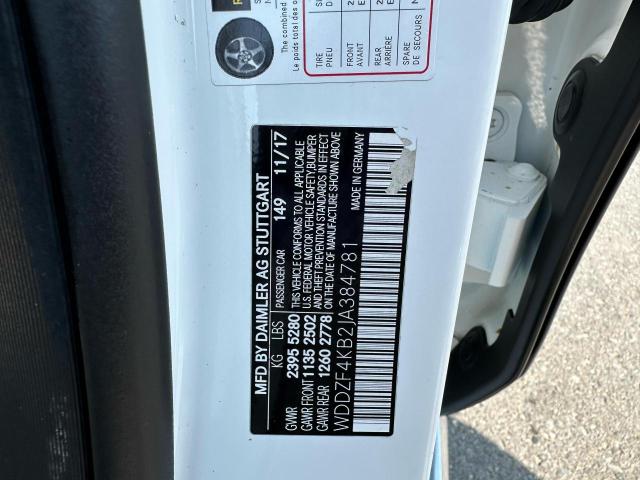 The combined
Le poids total des o
TIRE
PNEU
FRONT
AVANT
REAR
ARRIÈRE
SPARE
DE SECOURS
MFD BY DAIMLER AG STUTTGART
KG LBS PASSENGER CAR 149 11/17
GVWR 2395 5280 THIS VEHICLE CONFORMS TO ALL APPLICABLE
GAWR FRONT 1135 2502 U.S. FEDERAL MOTOR VEHICLE SAFETY, BUMPER
GAWR REAR 1260 2778 AND THEFT PREVENTION STANDARDS IN EFFECT
ON THE DATE OF MANUFACTURE SHOWN ABOVE
MADE IN GERMANY
WDDZF4KB2JA384781